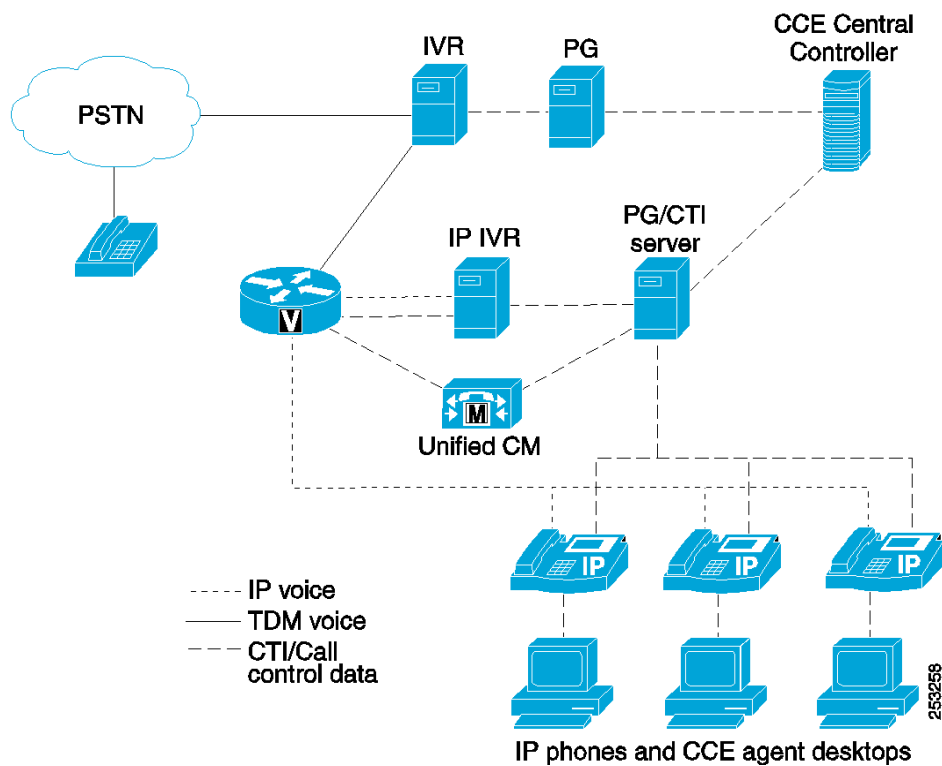 IVR
PG
CCE Central
Controller
PSTN
PG/CTI
server
IP IVR
V
M
Unified CM
IP
IP
IP
IP voice
TDM voice
CTI/Call
control data
253258
IP phones and CCE agent desktops